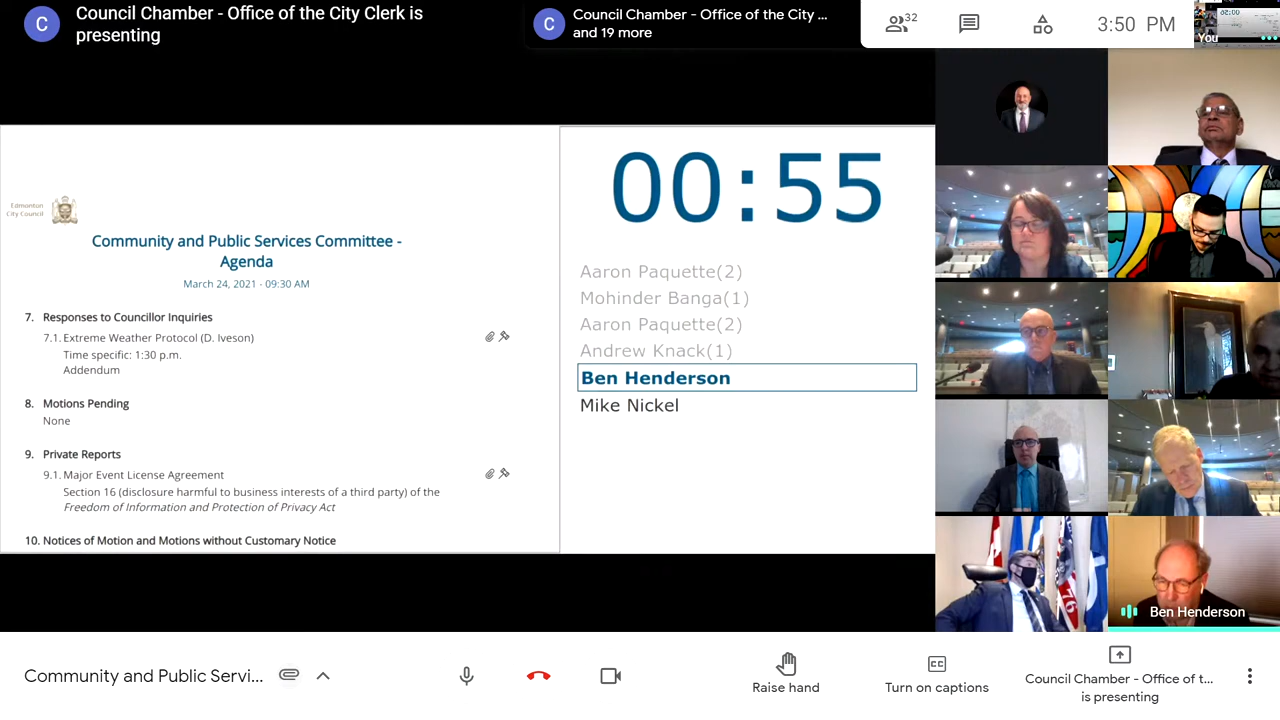 C
Council Chamber - Office of the City Clerk is
presenting
C
Council Chamber - Office of the City ...
and 19 more
32
3:50 PM
02:00
You
Edmonton
City Council
Community and Public Services Committee -
Agenda
March 24, 2021 - 09:30 AM
7. Responses to Councillor Inquiries
7.1. Extreme Weather Protocol (D. Iveson)
Time specific: 1:30 p.m.
Addendum
8. Motions Pending
None
9. Private Reports
9.1. Major Event License Agreement
Section 16 (disclosure harmful to business interests of a third party) of the
Freedom of Information and Protection of Privacy Act
10. Notices of Motion and Motions without Customary Notice
00:55
Aaron Paquette(2)
Mohinder Banga(1)
Aaron Paquette(2)
Andrew Knack(1)
Ben Henderson
Mike Nickel
76
Ben Henderson
Community and Public Servi...
Raise hand
CC
Turn on captions
Council Chamber - Office of t...
is presenting